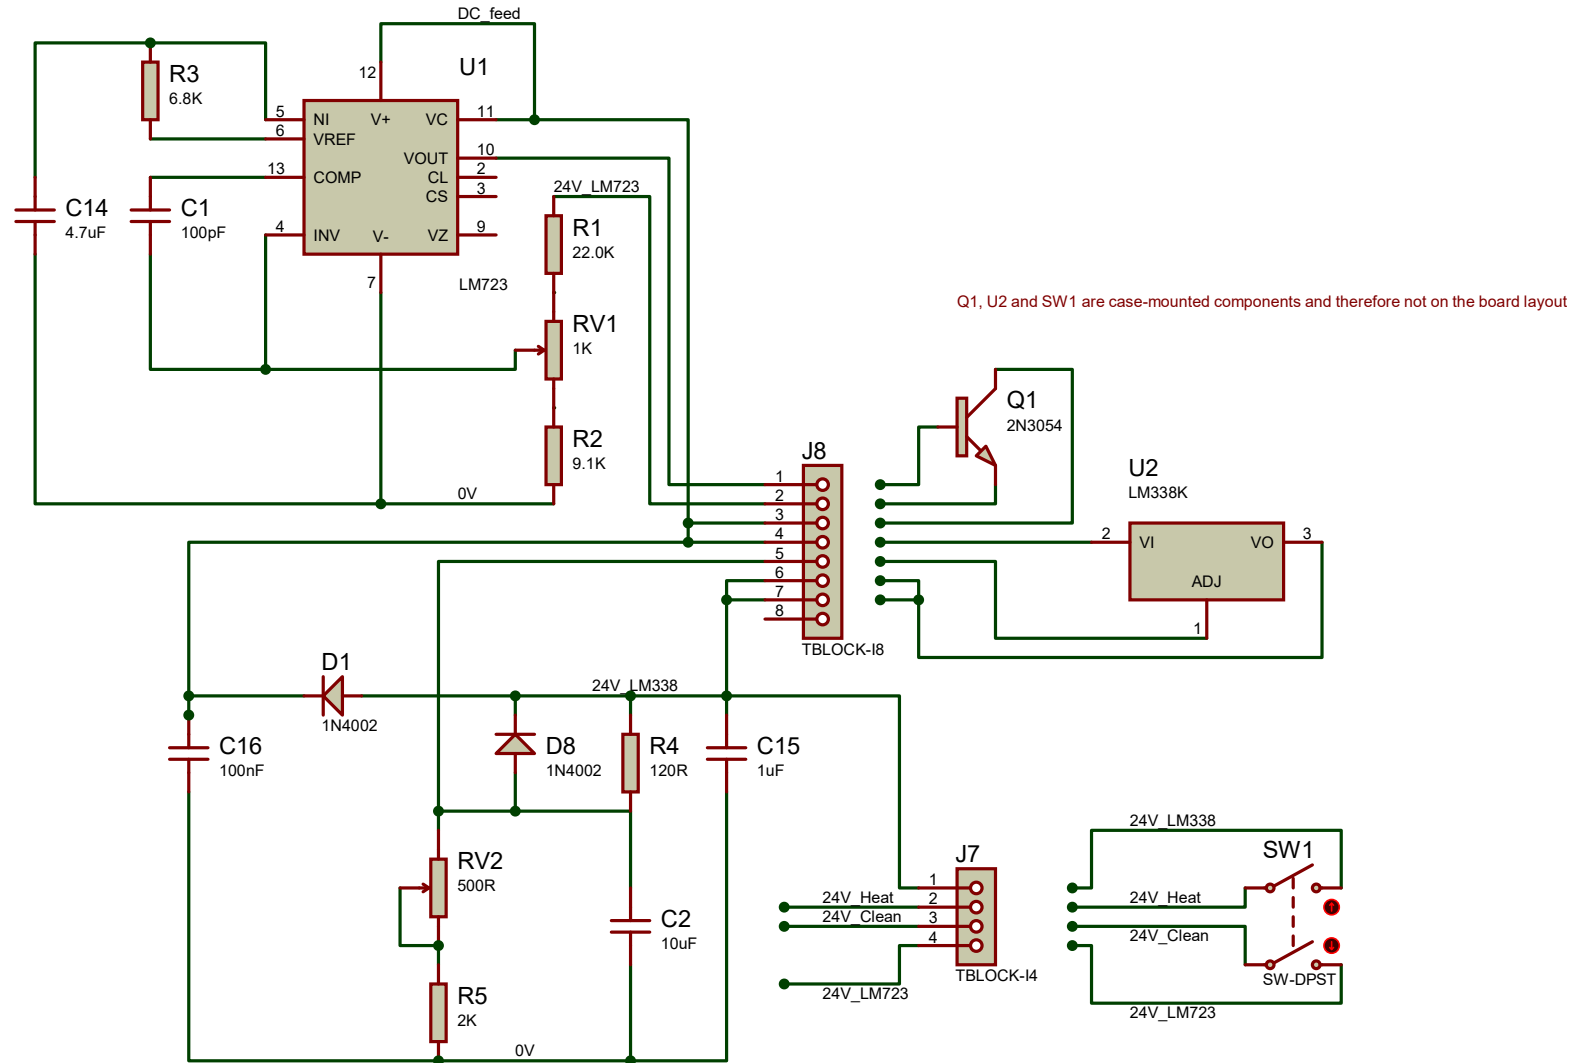 DC_feed
12
U1
R3
6.8K
5
NI
V+
VC
11
6
VREF
VOUT
10
13
COMP
CL
2
CS
3
24V_LM723
C14
4.7uF
C1
100pF
4
INV
V-
VZ
9
R1
22.0K
7
LM723
Q1, U2 and SW1 are case-mounted components and therefore not on the board layout
RV1
1K
Q1
2N3054
R2
9.1K
J8
U2
LM338K
0V
1
2
3
4
5
6
7
8
TBLOCK-I8
2
VI
VO
3
ADJ
1
D1
1N4002
24V_LM338
C16
100nF
D8
1N4002
R4
120R
C15
1uF
RV2
500R
C2
10uF
R5
2K
0V
J7
1
24V_Heat
2
24V_Clean
3
4
TBLOCK-I4
24V_LM723
24V_LM338
SW1
24V_Heat
24V_Clean
SW-DPST
24V_LM723